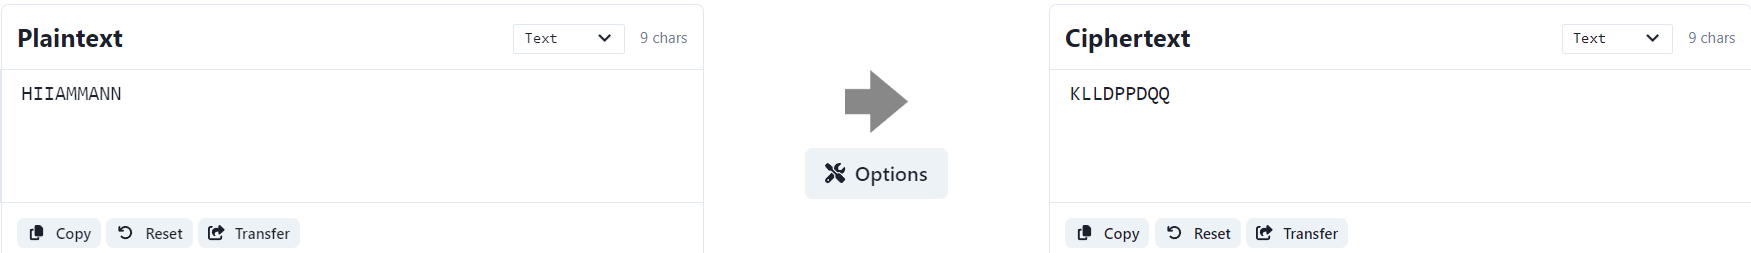 Plaintext
Text
9 chars
HIIAMMANN
Copy
Reset
Transfer
Options
Ciphertext
Text
9 chars
KLLDPPDQQ
Copy
Reset
Transfer